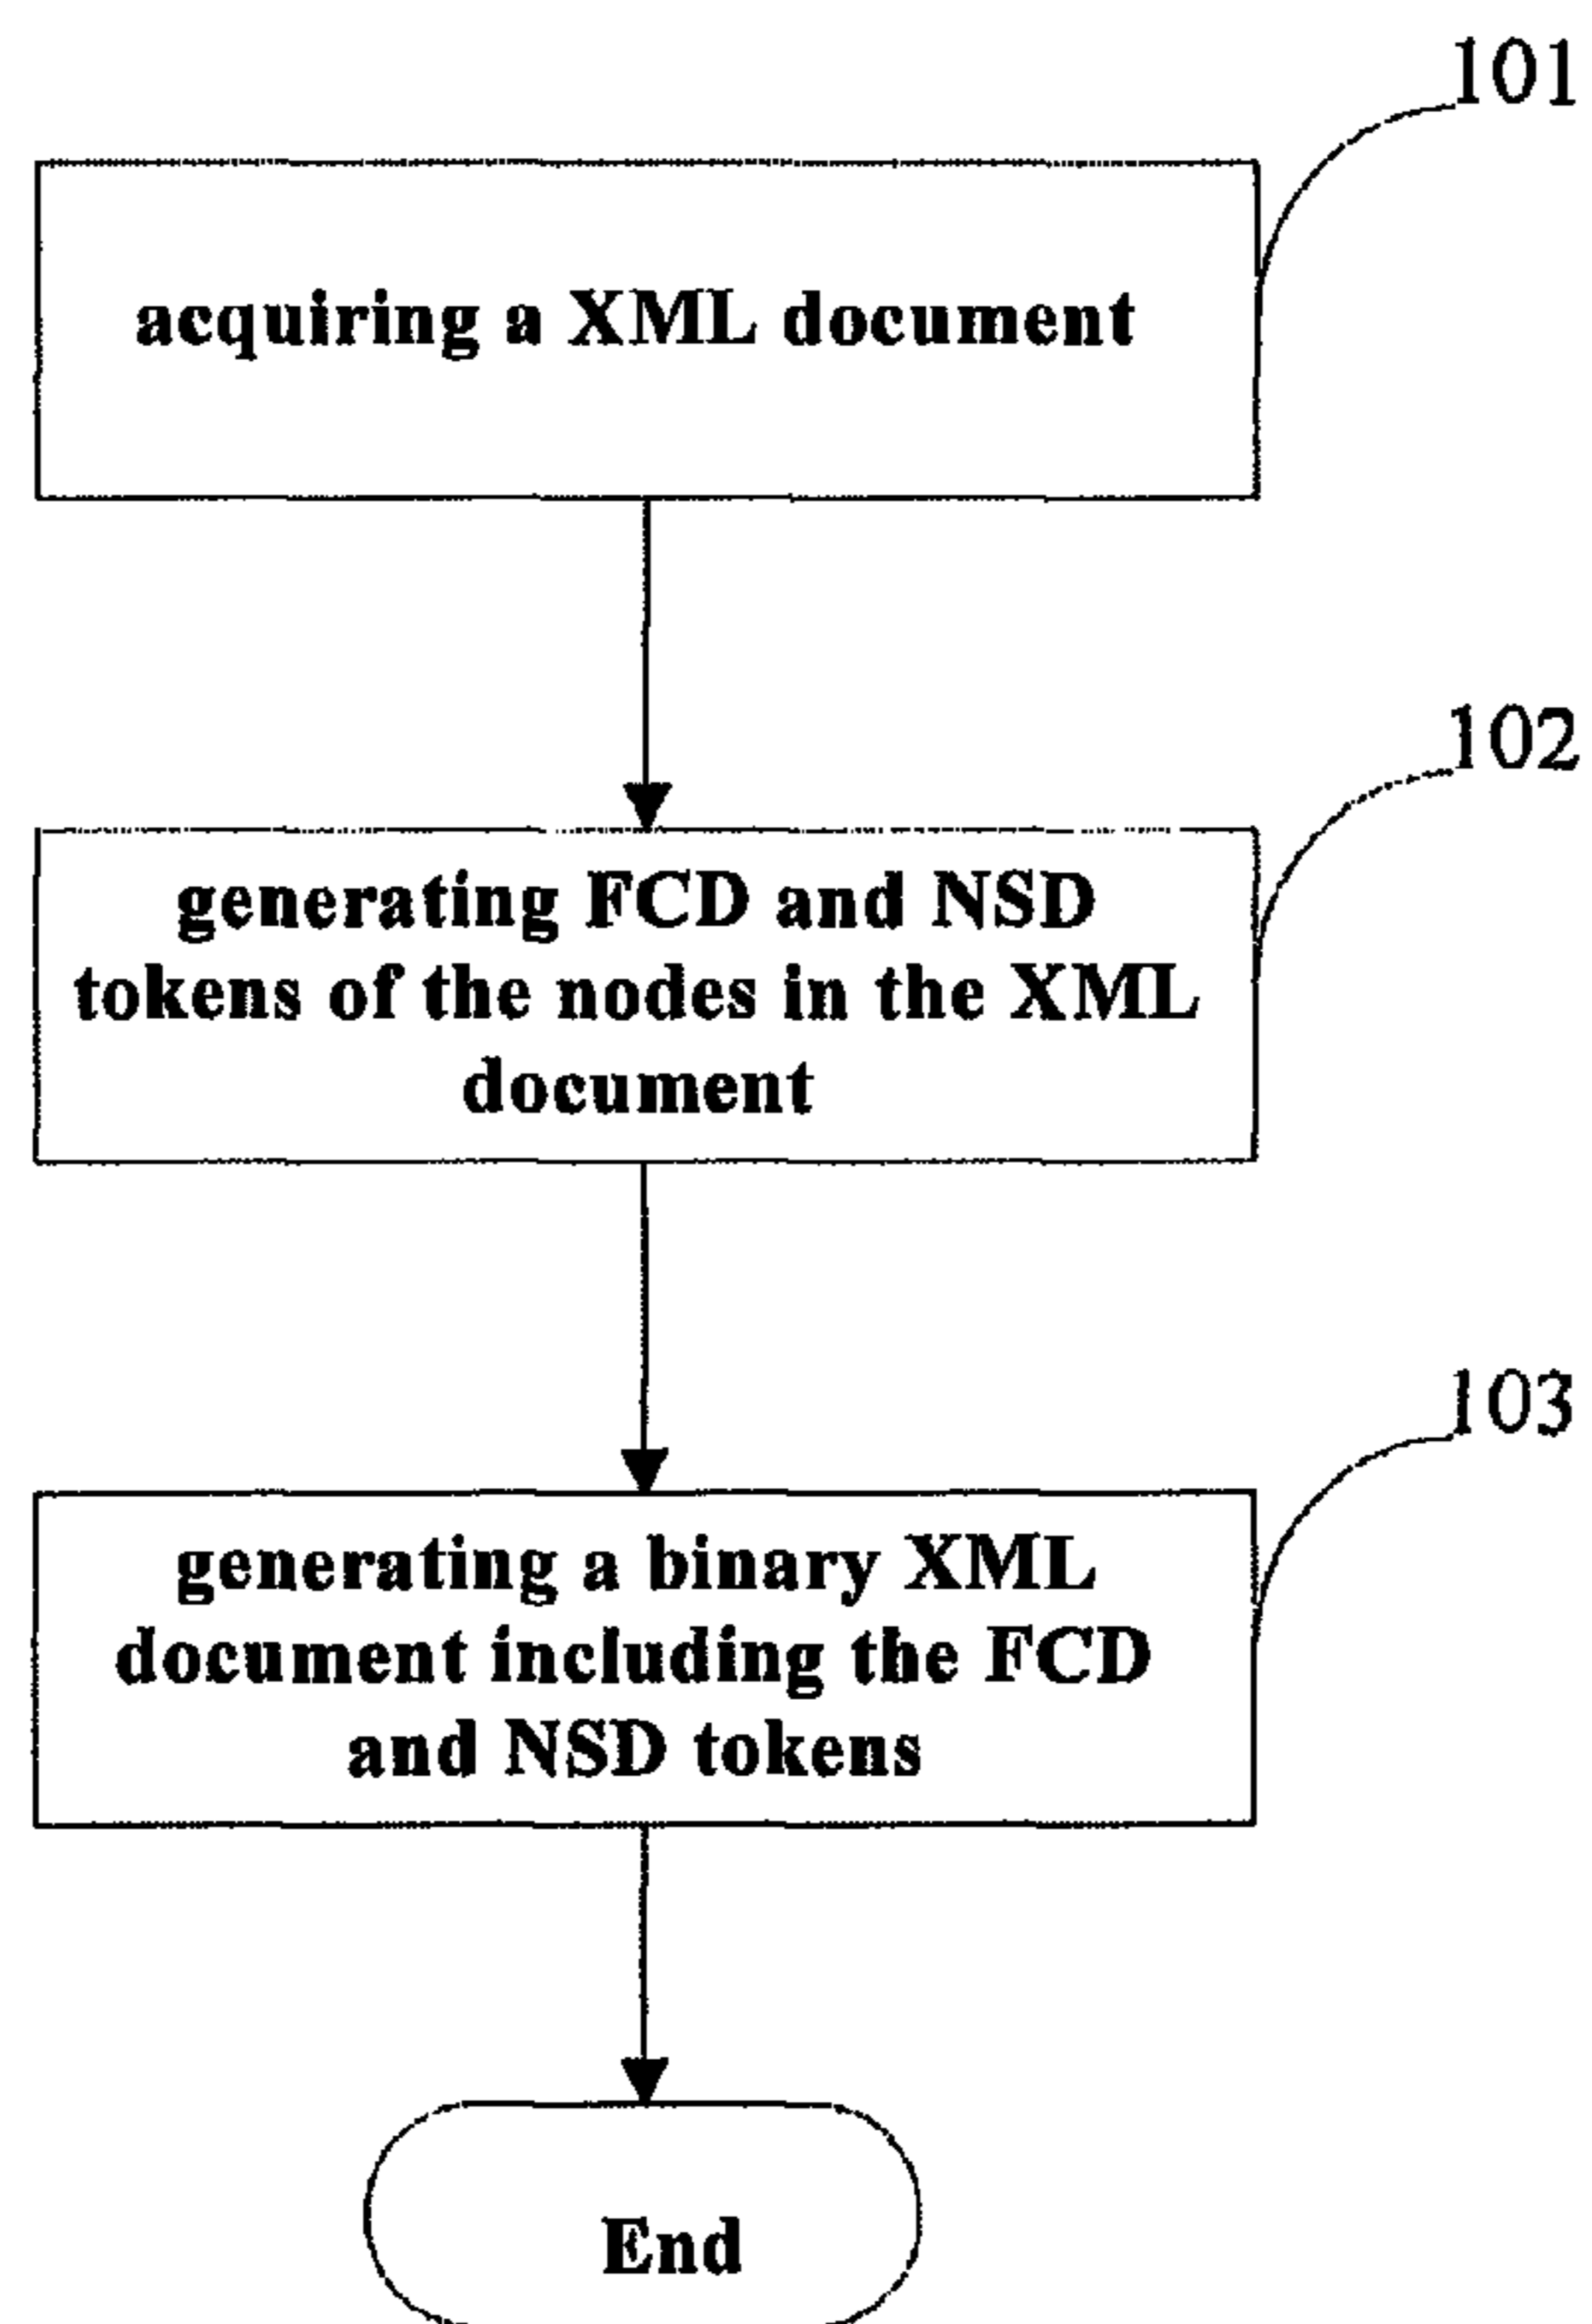 101
acquiring a XML document
102
generating FCD and NSD
tokens of the nodes in the XML
document
103
generating a binary XML
document including the FCD
and NSD tokens
End